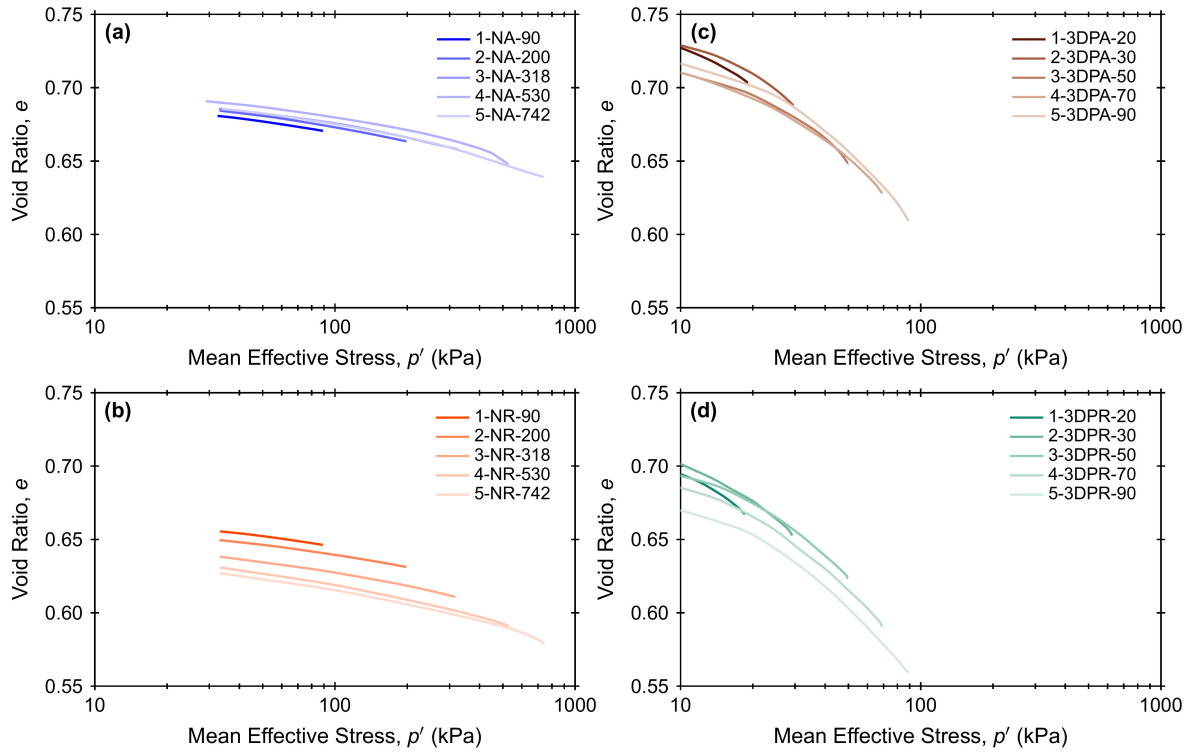 (a)
1-NA-90
2-NA-200
3-NA-318
4-NA-530
5-NA-742
0.75
0.70
0.65
0.60
0.55
Void Ratio, e
10
100
1000
Mean Effective Stress, p′ (kPa)
(c)
1-3DPA-20
2-3DPA-30
3-3DPA-50
4-3DPA-70
5-3DPA-90
0.75
0.70
0.65
0.60
0.55
Void Ratio, e
10
100
1000
Mean Effective Stress, p′ (kPa)
(b)
1-NR-90
2-NR-200
3-NR-318
4-NR-530
5-NR-742
0.75
0.70
0.65
0.60
0.55
Void Ratio, e
10
100
1000
Mean Effective Stress, p′ (kPa)
(d)
1-3DPR-20
2-3DPR-30
3-3DPR-50
4-3DPR-70
5-3DPR-90
0.75
0.70
0.65
0.60
0.55
Void Ratio, e
10
100
1000
Mean Effective Stress, p′ (kPa)